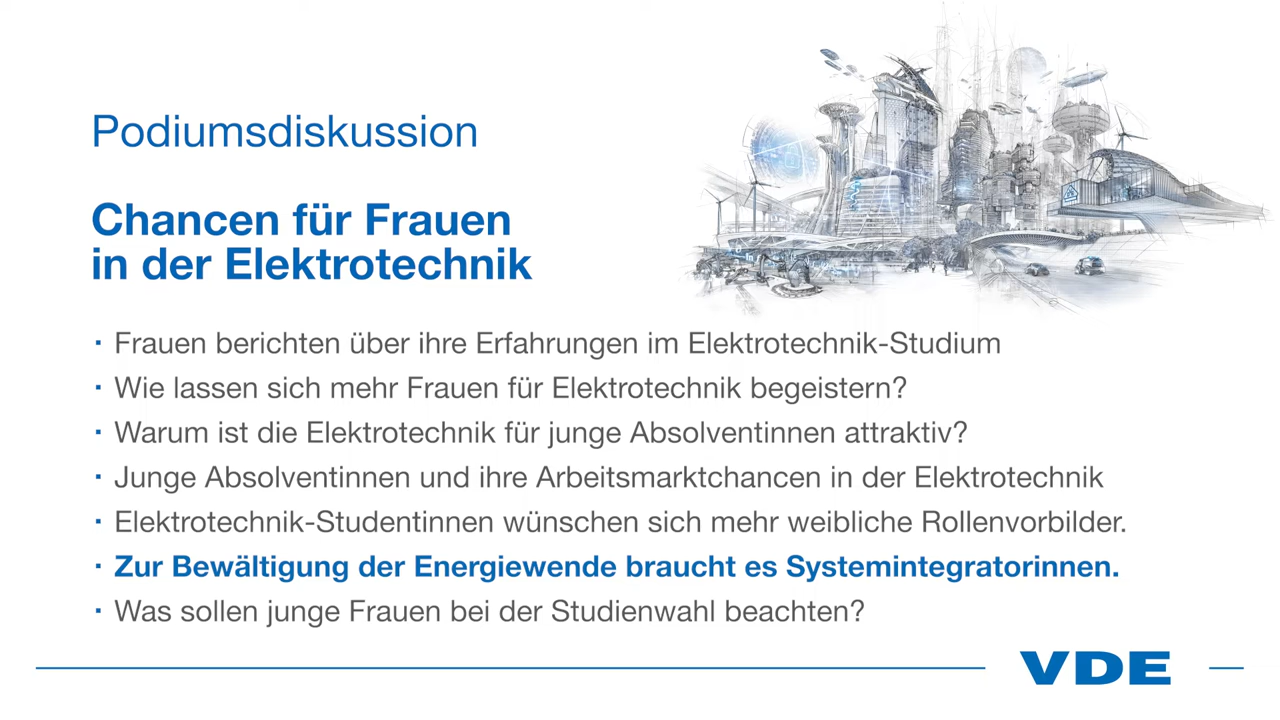 Podiumsdiskussion
Chancen für Frauen
in der Elektrotechnik
· Frauen berichten über ihre Erfahrungen im Elektrotechnik-Studium
· Wie lassen sich mehr Frauen für Elektrotechnik begeistern?
· Warum ist die Elektrotechnik für junge Absolventinnen attraktiv?
· Junge Absolventinnen und ihre Arbeitsmarktchancen in der Elektrotechnik
· Elektrotechnik-Studentinnen wünschen sich mehr weibliche Rollenvorbilder.
· Zur Bewältigung der Energiewende braucht es Systemintegratorinnen.
· Was sollen junge Frauen bei der Studienwahl beachten?
VDE